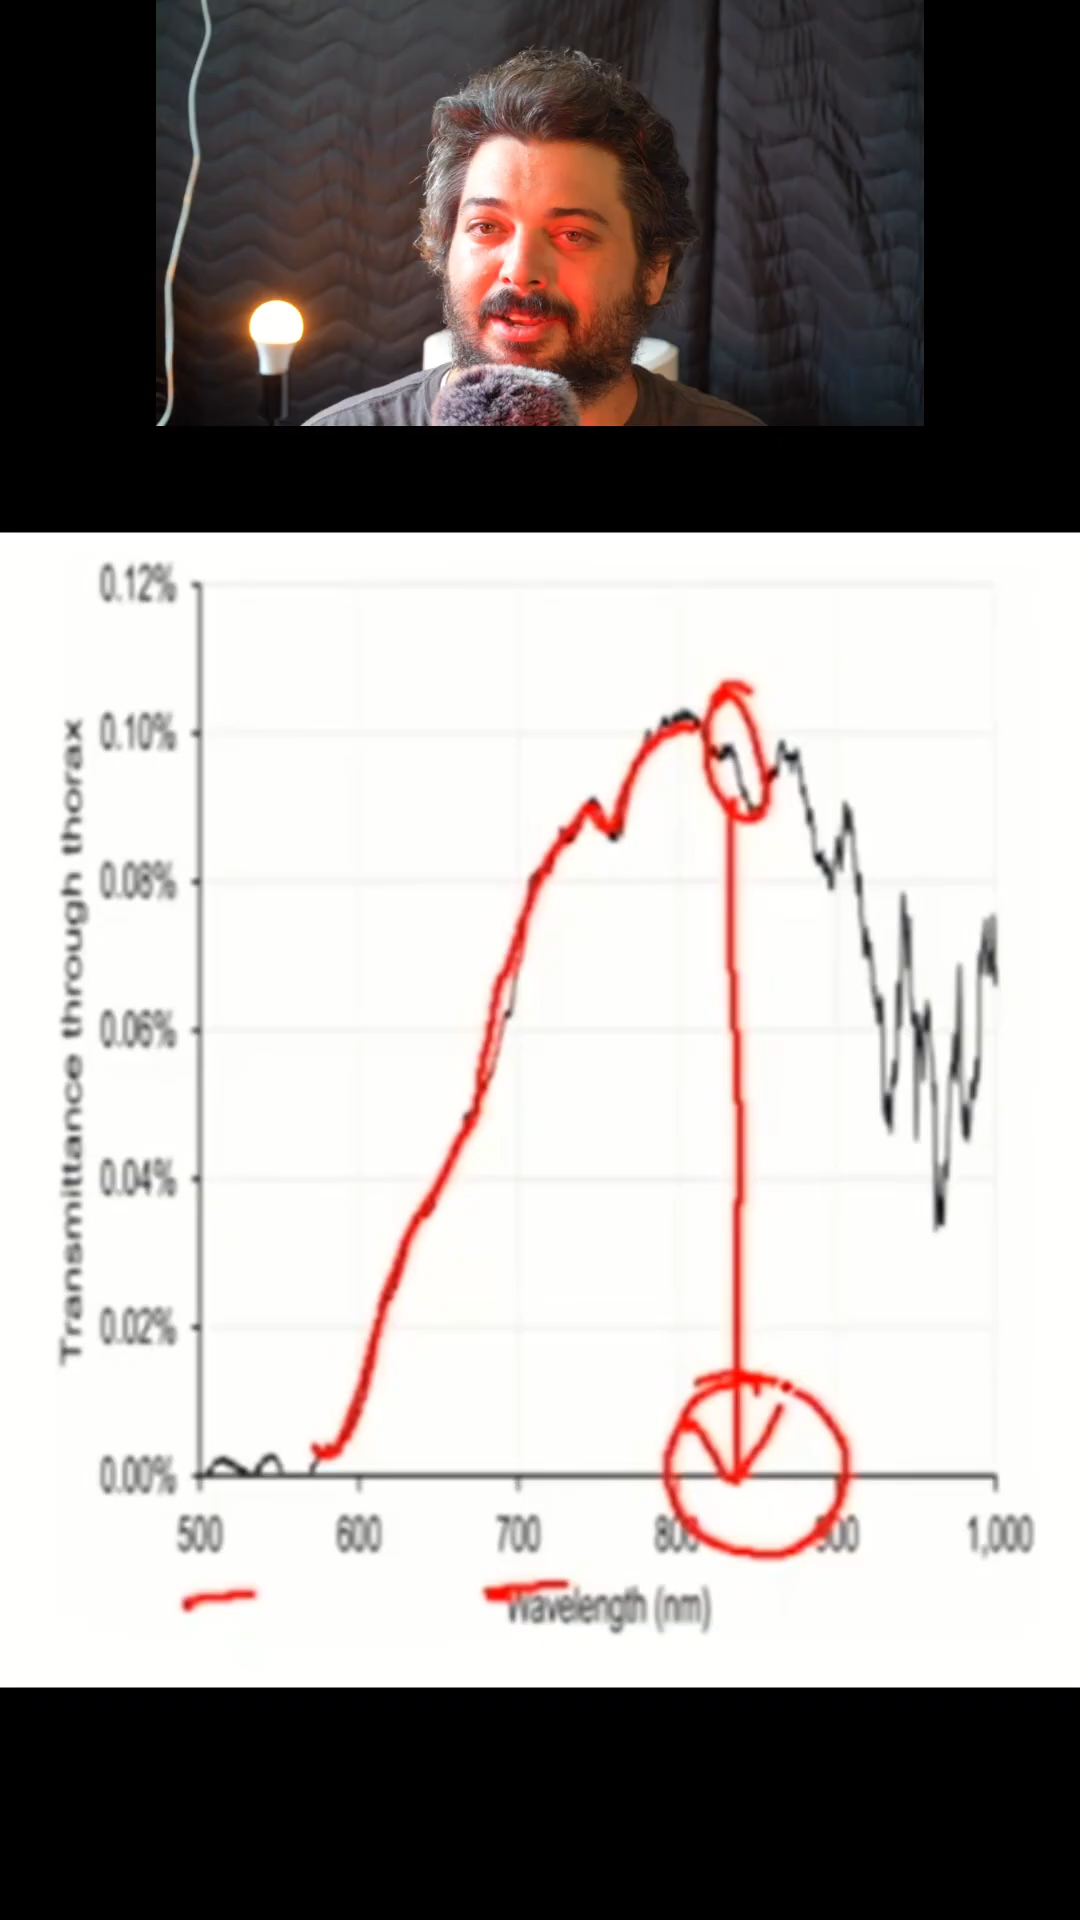 0.12%
0.10%
0.08%
0.06%
0.04%
0.02%
0.00%
Transmittance through thorax
500 600 700 800 900 1,000
Wavelength (nm)